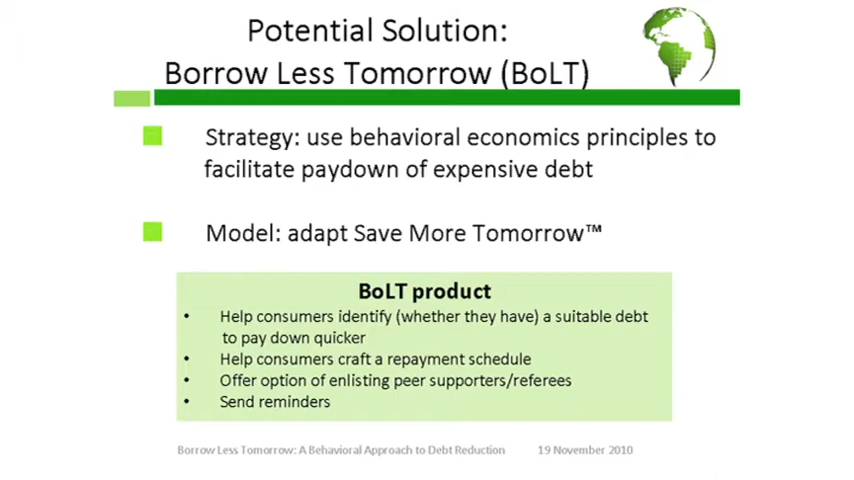 Potential Solution:
Borrow Less Tomorrow (BoLT)
Strategy: use behavioral economics principles to
facilitate paydown of expensive debt
Model: adapt Save More Tomorrow™
BoLT product
• Help consumers identify (whether they have) a suitable debt
to pay down quicker
• Help consumers craft a repayment schedule
• Offer option of enlisting peer supporters/referees
• Send reminders
Borrow Less Tomorrow: A Behavioral Approach to Debt Reduction 19 November 2010